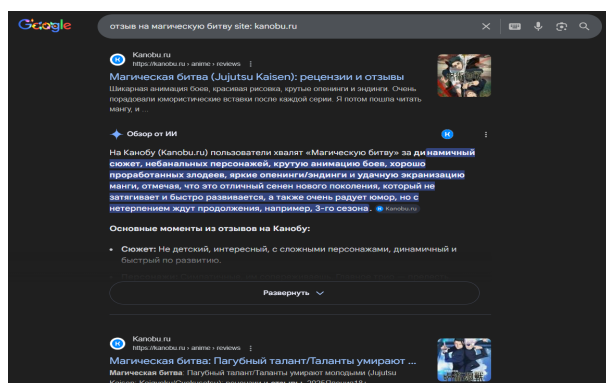 Google
отзыв на магическую битву site: kanobu.ru
Kanobu.ru
https://kanobu.ru › anime › reviews
Магическая битва (Jujutsu Kaisen): рецензии и отзывы
Шикарная анимация боев, красивая рисовка, крутые опенинги и эндинги. Очень
порадовали юмористические вставки после каждой серии. Я потом пошла читать
мангу, и ...
Обзор от ИИ
На Канобу (Kanobu.ru) пользователи хвалят «Магическую битву» за динамичный
сюжет, небанальных персонажей, крутую анимацию боев, хорошо
проработанных злодеев, яркие опенинги/эндинги и удачную экранизацию
манги, отмечая, что это отличный сенен нового поколения, который не
затягивает и быстро развивается, а также очень радует юмор, но с
нетерпением ждут продолжения, например, 3-го сезона. Kanobu.ru
Основные моменты из отзывов на Канобу:
• Сюжет: Не детский, интересный, с сложными персонажами, динамичный и
быстрый по развитию.
Развернуть
Kanobu.ru
https://kanobu.ru › anime › reviews
Магическая битва: Пагубный талант/Таланты умирают ...
Магическая битва: Пагубный талант/Таланты умирают молодыми (Jujutsu